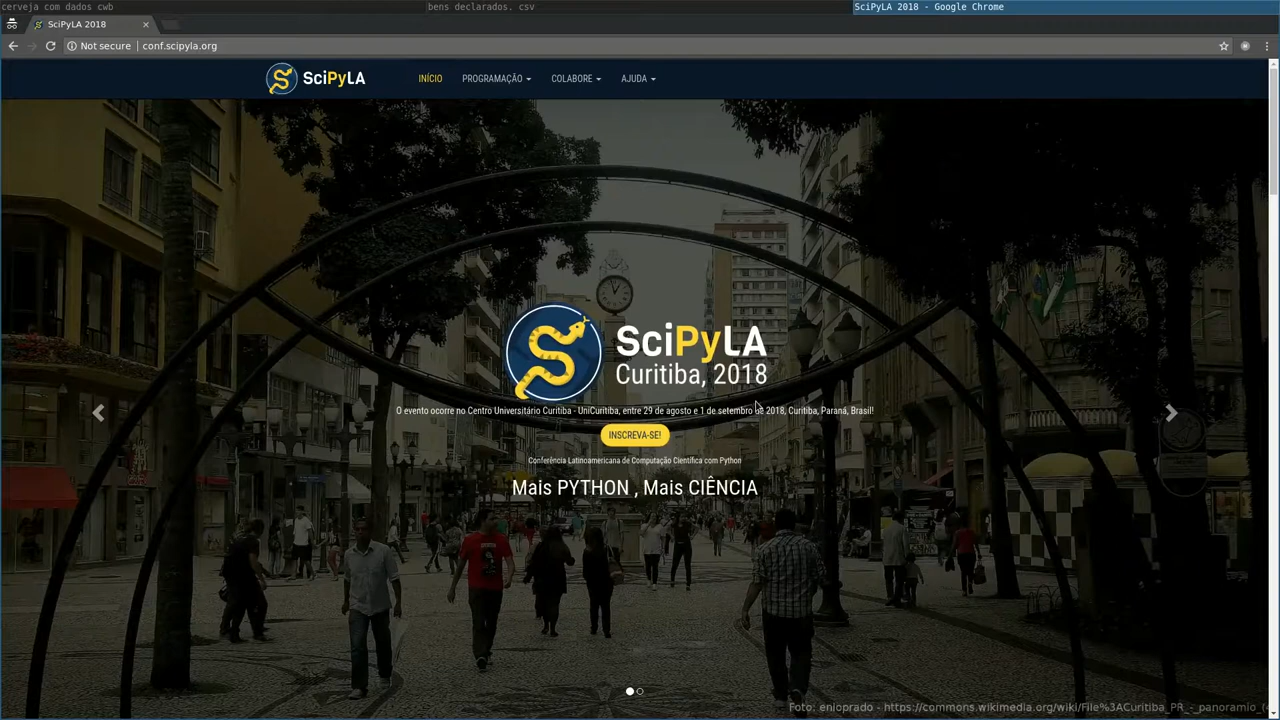 cerveja com dados cwb
bens declarados. csv
SciPyLA 2018 - Google Chrome
SciPyLA 2018
Not secure
conf.scipyla.org
SciPyLA
INÍCIO
PROGRAMAÇÃO
COLABORE
AJUDA
SciPyLA
Curitiba, 2018
O evento ocorre no Centro Universitário Curitiba - UniCuritiba, entre 29 de agosto e 1 de setembro de 2018, Curitiba, Paraná, Brasil!
INSCREVA-SE!
Conferência Latinoamericana de Computação Científica com Python
Mais PYTHON , Mais CIÊNCIA
Foto: enioprado - https://commons.wikimedia.org/wiki/File%3ACuritiba_PR_-_panoramio_(